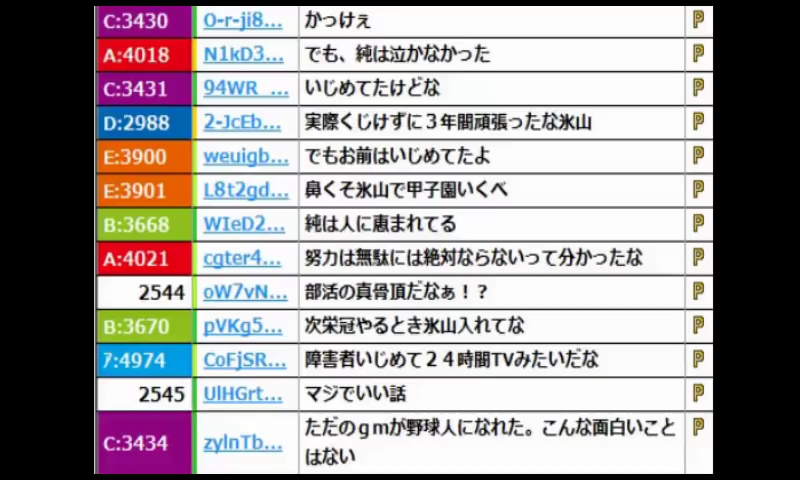 C:3430 O-r-ji8... かっけぇ P
A:4018 N1kD3... でも、純は泣かなかった P
C:3431 94WR_... いじめてたけどな P
D:2988 2-JcEb... 実際くじけずに３年間頑張ったな氷山 P
E:3900 weuigb... でもお前はいじめてたよ P
E:3901 L8t2gd... 鼻くそ氷山で甲子園いくべ P
B:3668 WIeD2... 純は人に恵まれてる P
A:4021 cgter4... 努力は無駄には絶対ならないって分かったな P
2544 oW7vN... 部活の真骨頂だなぁ！？ P
B:3670 pVKg5... 次栄冠やるとき氷山入れてな P
ｱ:4974 CoFjSR... 障害者いじめて２４時間TVみたいだな P
2545 UlHGrt... マジでいい話 P
C:3434 zylnTb... ただのｇｍが野球人になれた。こんな面白いこと P
はない